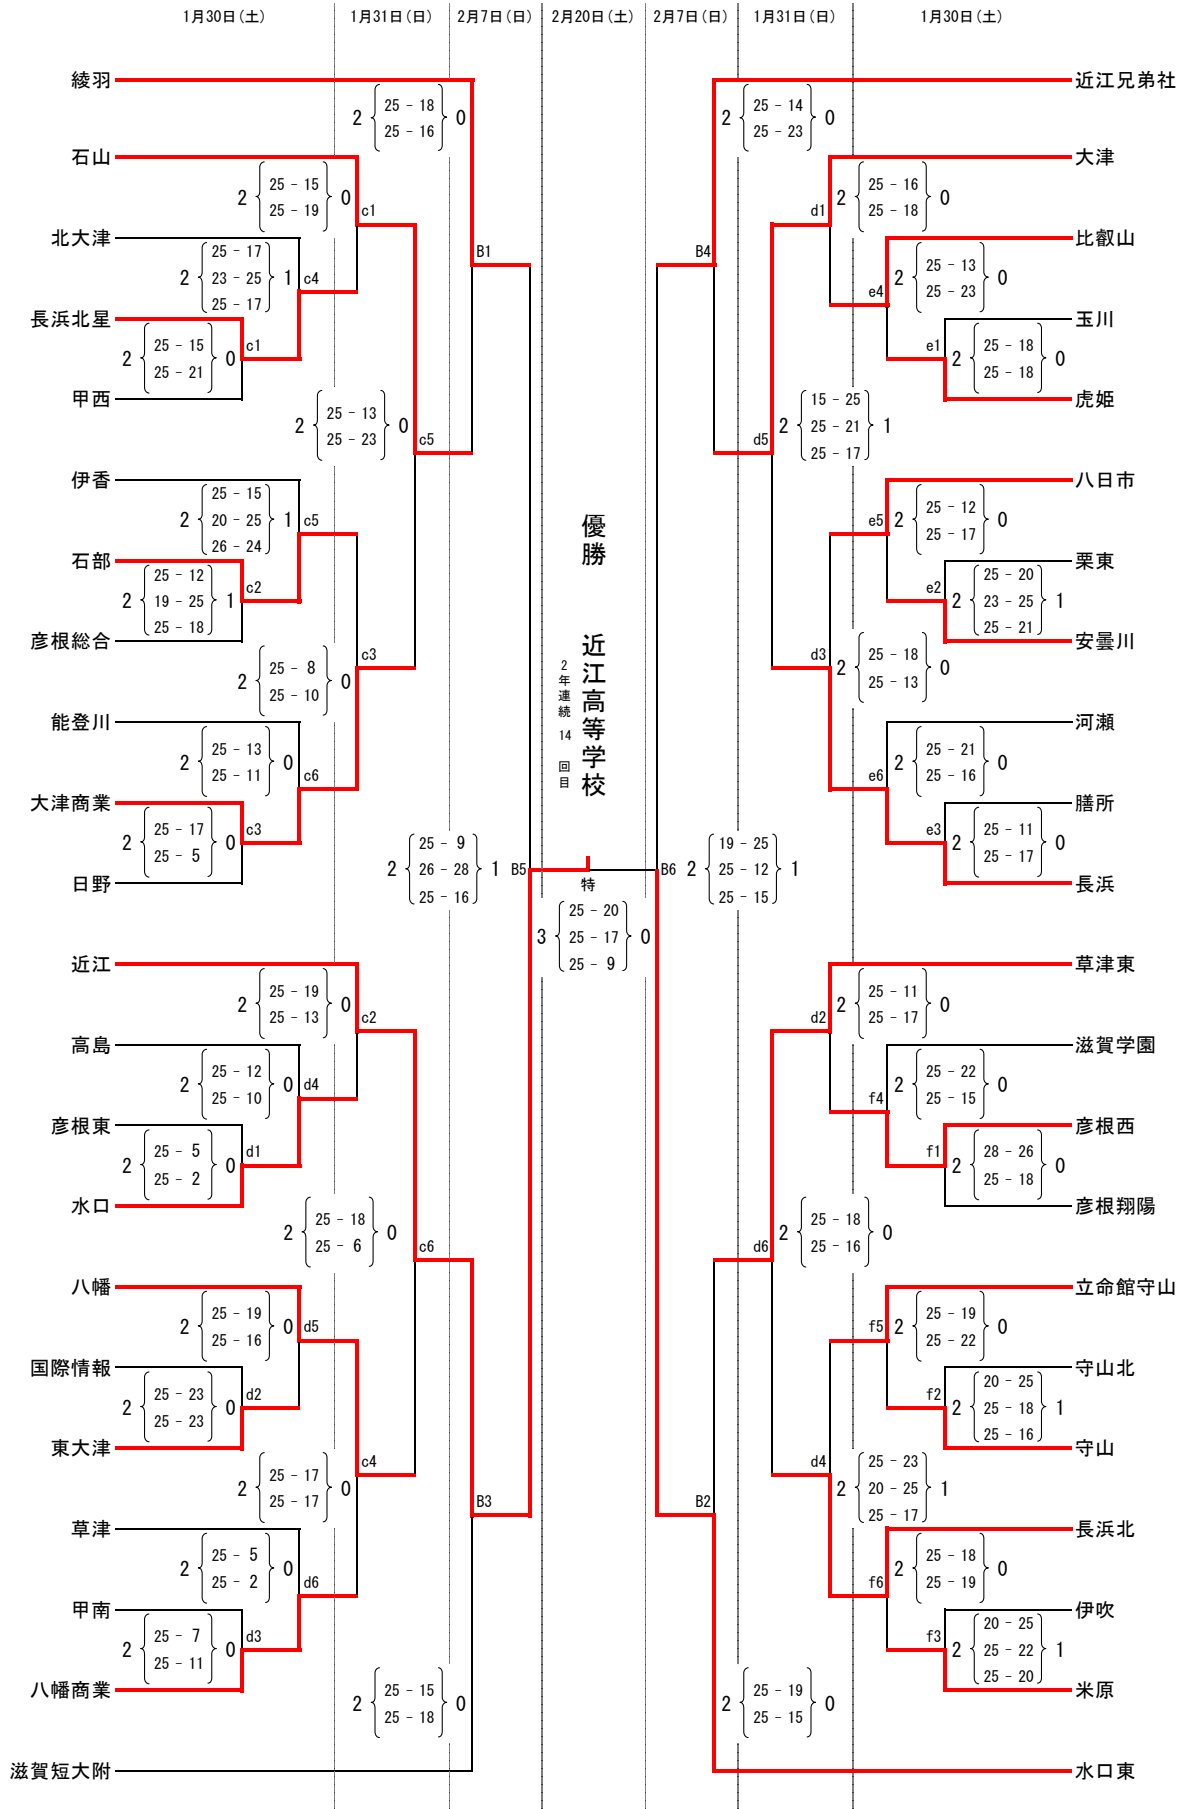 1月30日(土) 1月31日(日) 2月7日(日) 2月20日(土) 2月7日(日) 1月31日(日) 1月30日(土)
綾羽
2 25 - 18 0
25 - 16
石山
2 25 - 15 0
25 - 19
c1
北大津
2 25 - 17 1
23 - 25
25 - 17
c4
B1
長浜北星
2 25 - 15 0
25 - 21
c1
甲西
2 25 - 13 0
25 - 23
c5
伊香
2 25 - 15 1
20 - 25
26 - 24
c5
石部
2 25 - 12 1
19 - 25
25 - 18
c2
彦根総合
c3
2 25 - 8 0
25 - 10
能登川
2 25 - 13 0
25 - 11
c6
大津商業
2 25 - 17 0
25 - 5
c3
日野
2 25 - 9 1
26 - 28
25 - 16
B5
近江
2 25 - 19 0
25 - 13
c2
高島
2 25 - 12 0
25 - 10
d4
彦根東
2 25 - 5 0
25 - 2
d1
水口
2 25 - 18 0
25 - 6
c6
八幡
2 25 - 19 0
25 - 16
d5
国際情報
2 25 - 23 0
25 - 23
d2
東大津
c4
2 25 - 17 0
25 - 17
B3
草津
2 25 - 5 0
25 - 2
d6
甲南
2 25 - 7 0
25 - 11
d3
八幡商業
2 25 - 15 0
25 - 18
滋賀短大附
優勝
近江高等学校
2年連続 14 回目
特
3 25 - 20 0
25 - 17
25 - 9
近江兄弟社
2 25 - 14 0
25 - 23
大津
d1
2 25 - 16 0
25 - 18
B4
比叡山
e4
2 25 - 13 0
25 - 23
玉川
e1
2 25 - 18 0
25 - 18
虎姫
d5
2 15 - 25 1
25 - 21
25 - 17
八日市
e5
2 25 - 12 0
25 - 17
栗東
e2
2 25 - 20 1
23 - 25
25 - 21
安曇川
d3
2 25 - 18 0
25 - 13
河瀬
e6
2 25 - 21 0
25 - 16
膳所
e3
2 25 - 11 0
25 - 17
長浜
B6
2 19 - 25 1
25 - 12
25 - 15
草津東
d2
2 25 - 11 0
25 - 17
滋賀学園
f4
2 25 - 22 0
25 - 15
彦根西
f1
2 28 - 26 0
25 - 18
彦根翔陽
d6
2 25 - 18 0
25 - 16
立命館守山
f5
2 25 - 19 0
25 - 22
守山北
f2
2 20 - 25 1
25 - 18
25 - 16
守山
d4
2 25 - 23 1
20 - 25
25 - 17
B2
長浜北
f6
2 25 - 18 0
25 - 19
伊吹
f3
2 20 - 25 1
25 - 22
25 - 20
米原
2 25 - 19 0
25 - 15
水口東